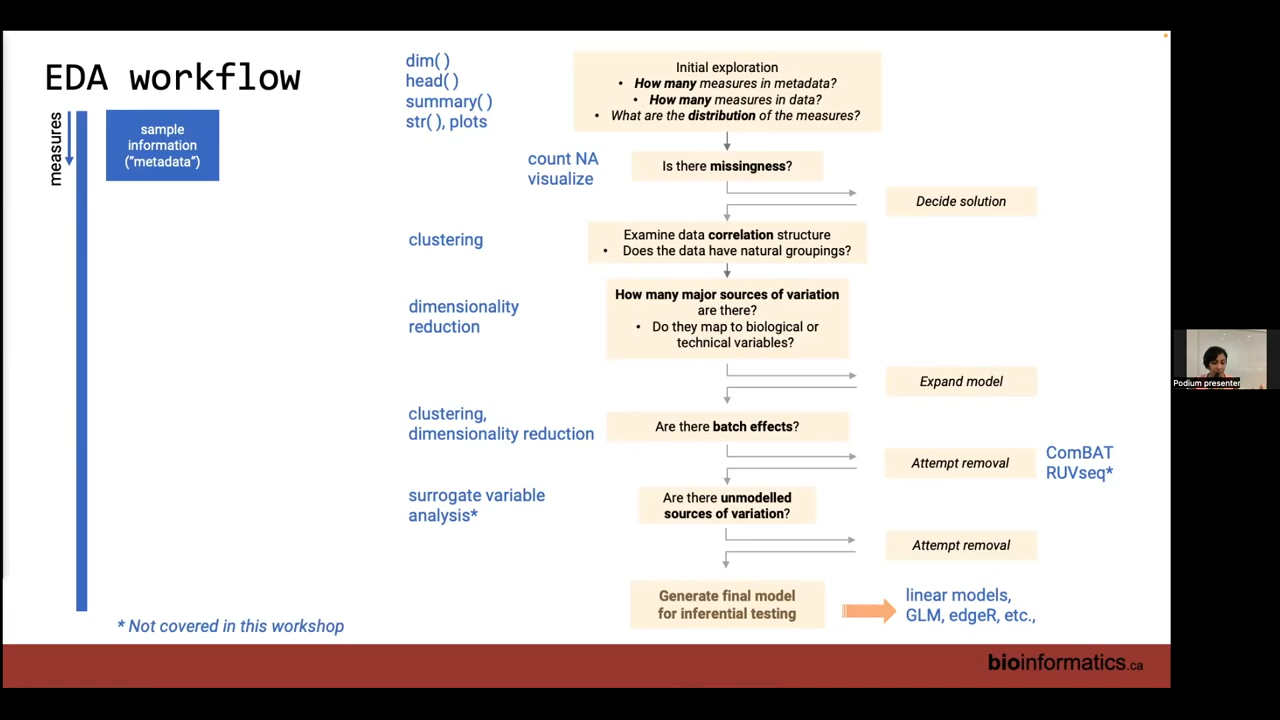 EDA workflow
measures
sample
information
("metadata")
dim( )
head( )
summary( )
str( ), plots
Initial exploration
• How many measures in metadata?
• How many measures in data?
• What are the distribution of the measures?
count NA
visualize
Is there missingness?
Decide solution
clustering
Examine data correlation structure
• Does the data have natural groupings?
dimensionality
reduction
How many major sources of variation
are there?
• Do they map to biological or
technical variables?
Expand model
clustering,
dimensionality reduction
Are there batch effects?
Attempt removal
ComBAT
RUVseq*
surrogate variable
analysis*
Are there unmodelled
sources of variation?
Attempt removal
Generate final model
for inferential testing
linear models,
GLM, edgeR, etc.,
* Not covered in this workshop
bioinformatics.ca
Podium presenter